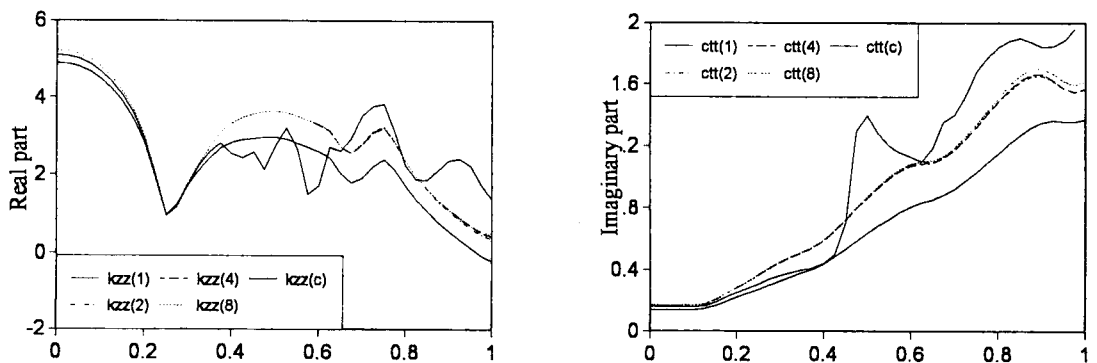 6
4
2
0
-2
Real part
kzz(1) kzz(4) kzz(c)
kzz(2) kzz(8)
0 0.2 0.4 0.6 0.8 1
2
1.6
.2
.8
0.4
0
Imaginary part
ctt(1) ctt(4) ctt(c)
ctt(2) ctt(8)
0 0.2 0.4 0.6 0.8 1